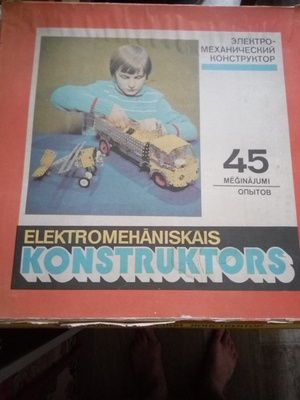 ЭЛЕКТРО-
МЕХАНИЧЕСКИЙ
КОНСТРУКТОР
45
MĒĢINĀJUMI
ОПЫТОВ
ELEKTROMEHĀNISKAIS
KONSTRUKTORS